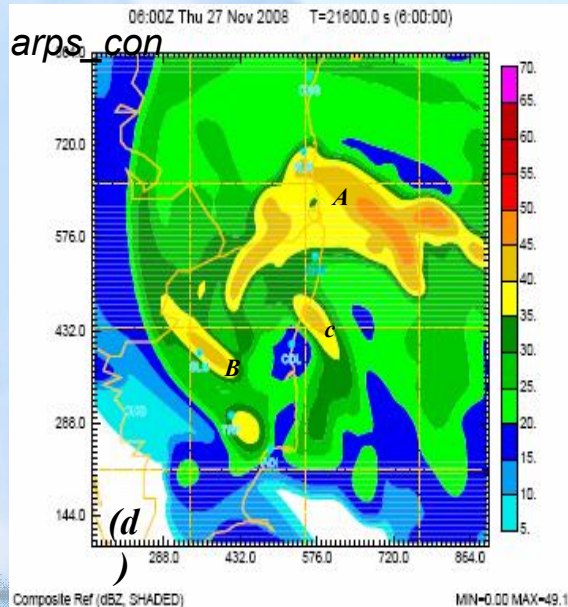 06:00Z Thu 27 Nov 2008 T=21600.0 s (6:00:00)
arps_con
720.0
576.0
432.0
288.0
144.0
288.0 432.0 576.0 720.0 864.0
70.
65.
60.
55.
50.
45.
40.
35.
30.
25.
20.
15.
10.
5.
A
c
B
CDL
(d
)
Composite Ref (dBZ, SHADED)
MIN=0.00 MAX=49.1